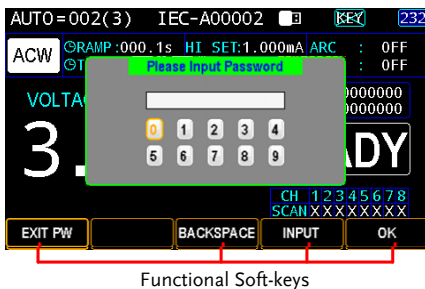 AUTO=002(3) IEC-A00002 KEY 232
ACW RAMP:000.1s HI SET:1.000mA ARC : OFF
: OFF
Please Input Password
VOLTA 0000000
0000000
0 1 2 3 4
3. ADY
5 6 7 8 9
CH 1 2 3 4 5 6 7 8
SCAN X X X X X X X X
EXIT PW BACKSPACE INPUT OK
Functional Soft-keys